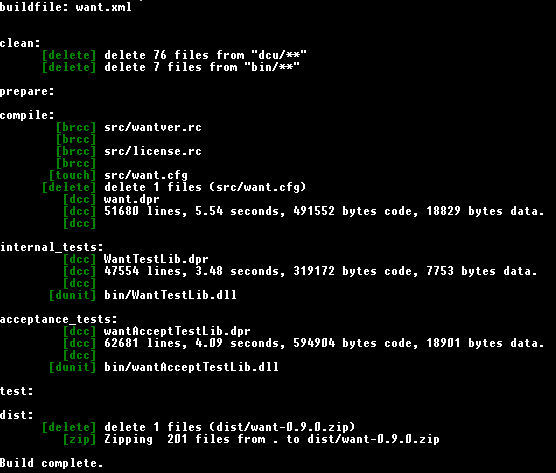 buildfile: want.xml
clean:
[delete] delete 76 files from "dcu/**"
[delete] delete 7 files from "bin/**"
prepare:
compile:
[brcc] src/wantver.rc
[brcc]
[brcc] src/license.rc
[brcc]
[touch] src/want.cfg
[delete] delete 1 files (src/want.cfg)
[dcc] want.dpr
[dcc] 51680 lines, 5.54 seconds, 491552 bytes code, 18829 bytes data.
[dcc]
internal_tests:
[dcc] WantTestLib.dpr
[dcc] 47554 lines, 3.48 seconds, 319172 bytes code, 7753 bytes data.
[dcc]
[dunit] bin/WantTestLib.dll
acceptance_tests:
[dcc] wantAcceptTestLib.dpr
[dcc] 62681 lines, 4.09 seconds, 594904 bytes code, 18901 bytes data.
[dcc]
[dunit] bin/wantAcceptTestLib.dll
test:
dist:
[delete] delete 1 files (dist/want-0.9.0.zip)
[zip] Zipping  201 files from . to dist/want-0.9.0.zip
Build complete.